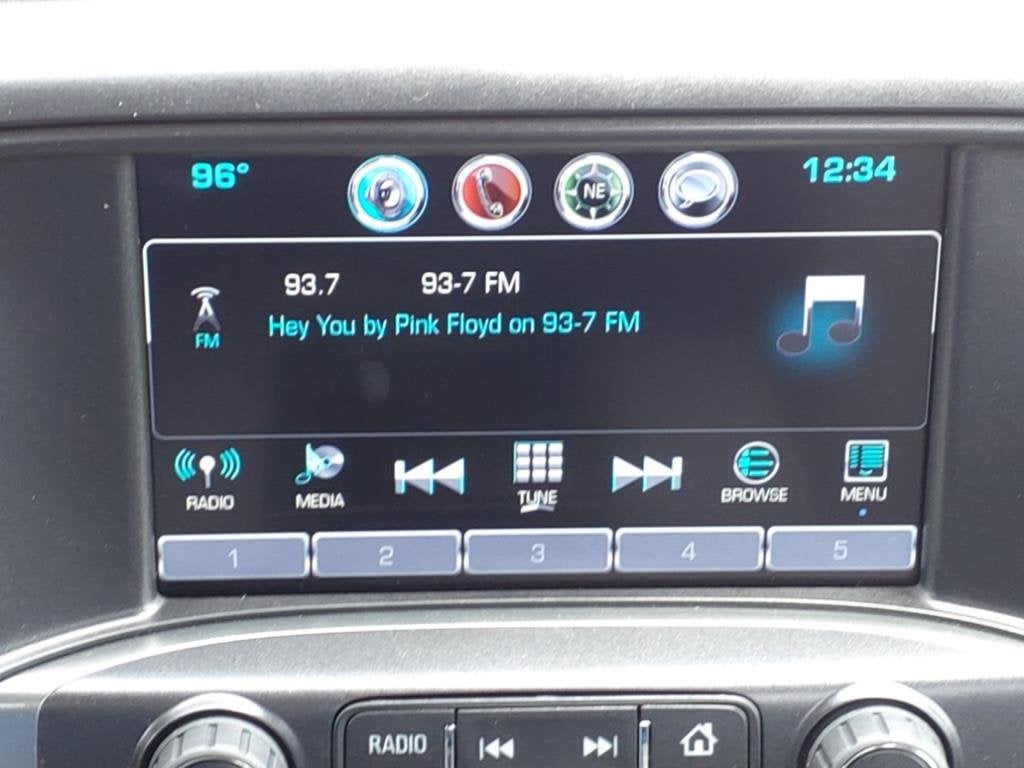 96° NE 12:34
93.7 93-7 FM
Hey You by Pink Floyd on 93-7 FM
FM
RADIO MEDIA TUNE BROWSE MENU
1 2 3 4 5
RADIO